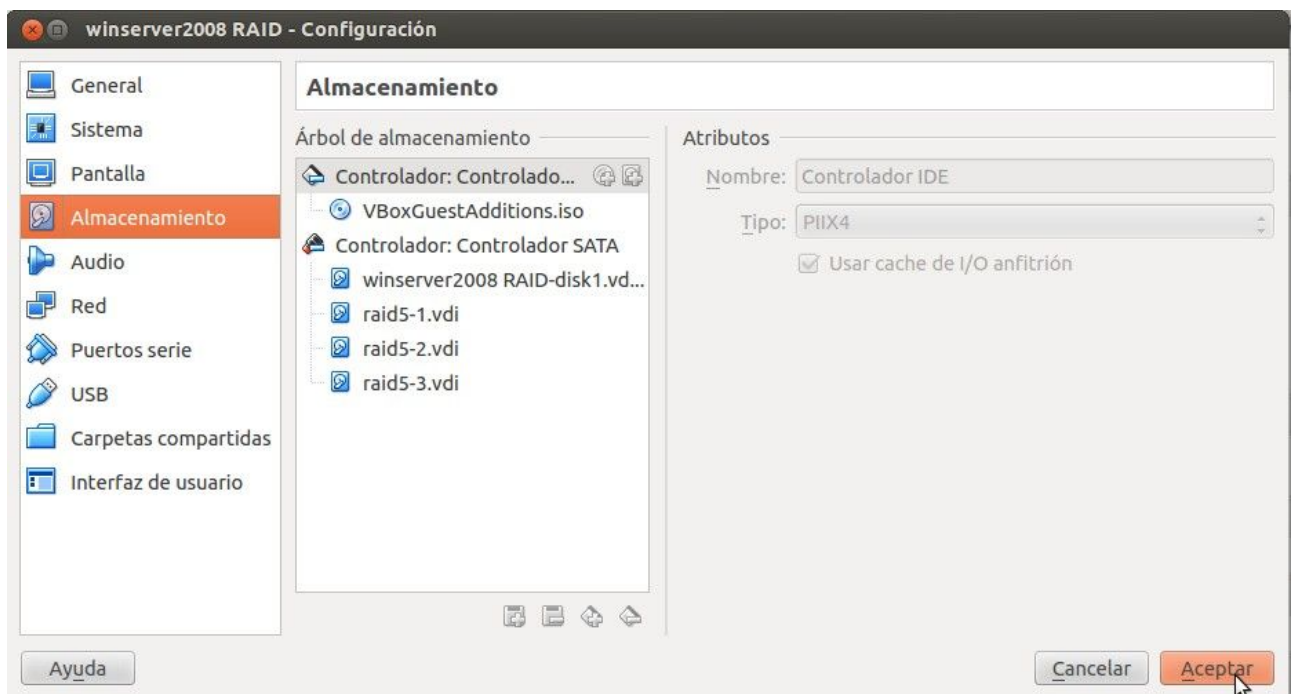 winserver2008 RAID - Configuración
General
Sistema
Pantalla
Almacenamiento
Audio
Red
Puertos serie
USB
Carpetas compartidas
Interfaz de usuario
Almacenamiento
Árbol de almacenamiento
Controlador: Controlado...
VBoxGuestAdditions.iso
Controlador: Controlador SATA
winserver2008 RAID-disk1.vd...
raid5-1.vdi
raid5-2.vdi
raid5-3.vdi
Atributos
Nombre: Controlador IDE
Tipo: PIIX4
Usar cache de I/O anfitrión
Ayuda
Cancelar
Aceptar